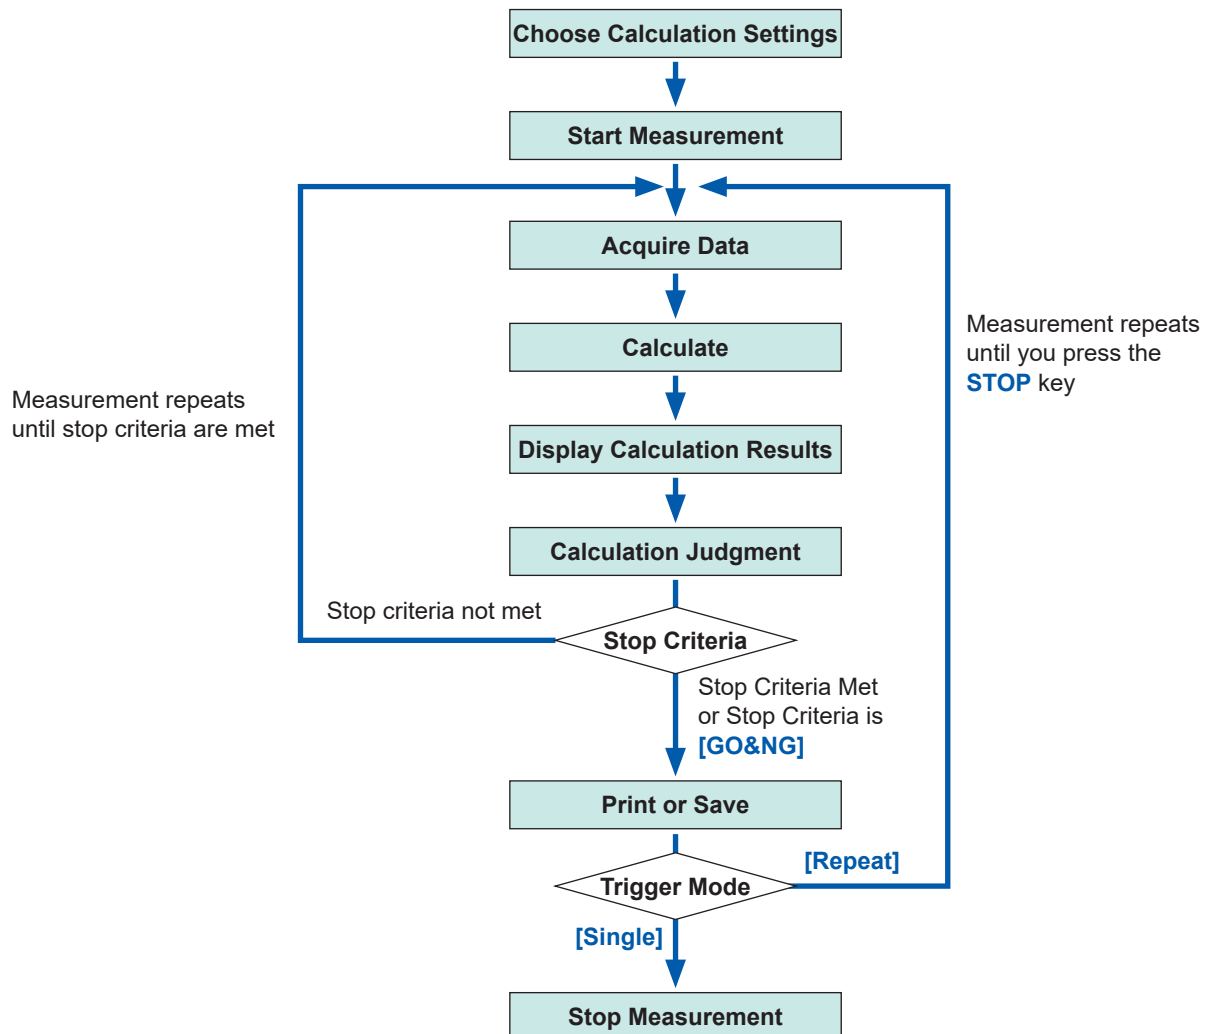 Choose Calculation Settings
Start Measurement
Acquire Data
Calculate
Measurement repeats
until you press the
STOP key
Measurement repeats
until stop criteria are met
Display Calculation Results
Calculation Judgment
Stop criteria not met
Stop Criteria
Stop Criteria Met
or Stop Criteria is
[GO&NG]
Print or Save
[Repeat]
Trigger Mode
[Single]
Stop Measurement